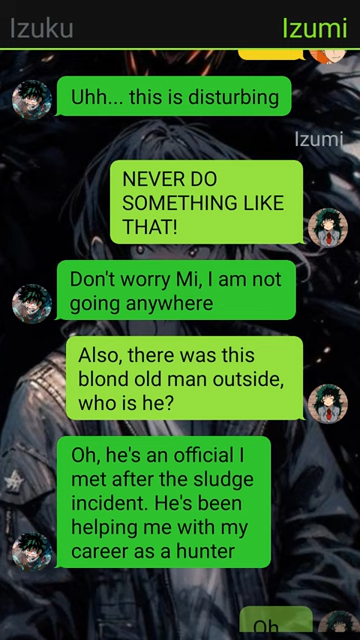 Izuku Izumi
Uhh... this is disturbing
Izumi
NEVER DO
SOMETHING LIKE
THAT!
Don't worry Mi, I am not
going anywhere
Also, there was this
blond old man outside,
who is he?
Oh, he's an official I
met after the sludge
incident. He's been
helping me with my
career as a hunter
Oh